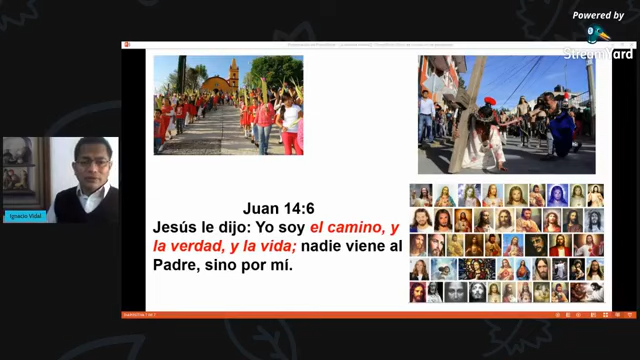 Powered by
StreamYard
Juan 14:6
Jesús le dijo: Yo soy el camino, y
la verdad, y la vida; nadie viene al
Padre, sino por mí.
Ignacio Vidal